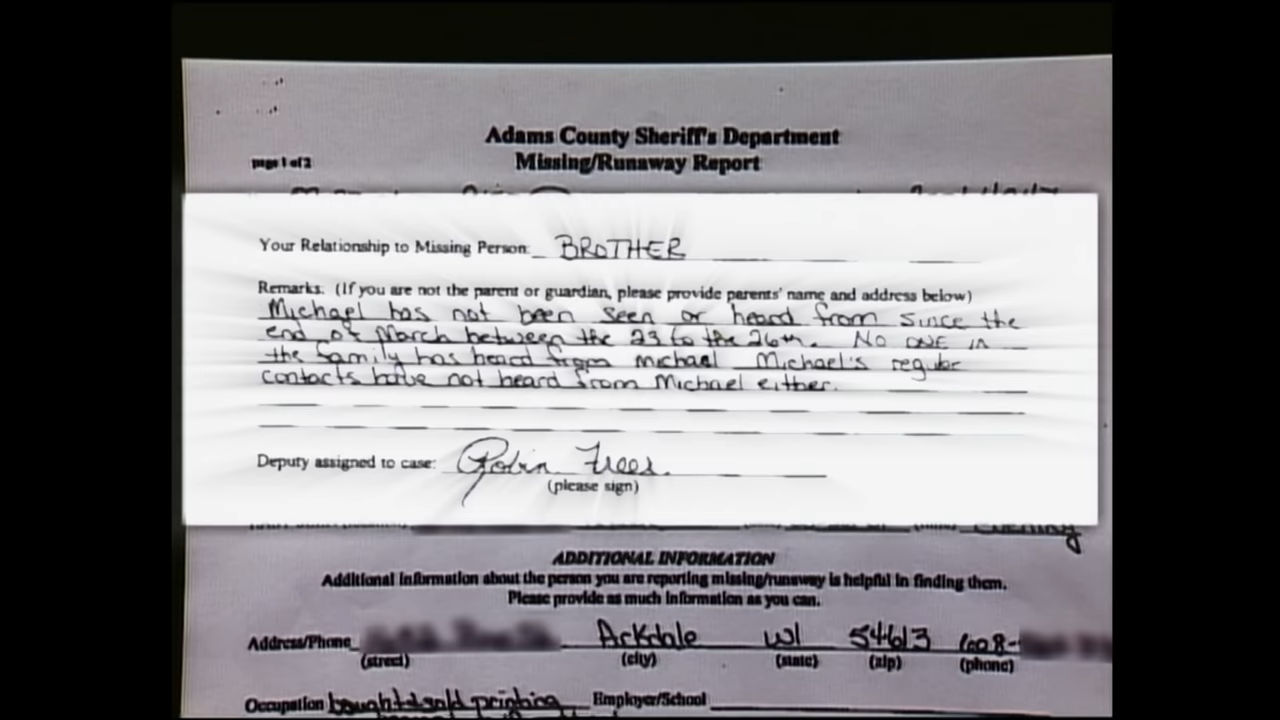 Adams County Sheriff's Department
page 1 of 2
Missing/Runaway Report
Your Relationship to Missing Person: BROTHER
Remarks: (If you are not the parent or guardian, please provide parents' name and address below)
Michael has not been seen or heard from since the
end of March between the 23 to the 26th. NO ONE in
the family has heard from michael Michael's regular
contacts have not heard from Michael either.
Deputy assigned to case: Robin Frees.
(please sign)
Evening
ADDITIONAL INFORMATION
Additional information about the person you are reporting missing/runaway is helpful in finding them.
Please provide as much information as you can.
Address/Phone Arkdale WI 54613 608-
(street) (city) (state) (zip) (phone)
Occupation bought & sold printing Employer/School